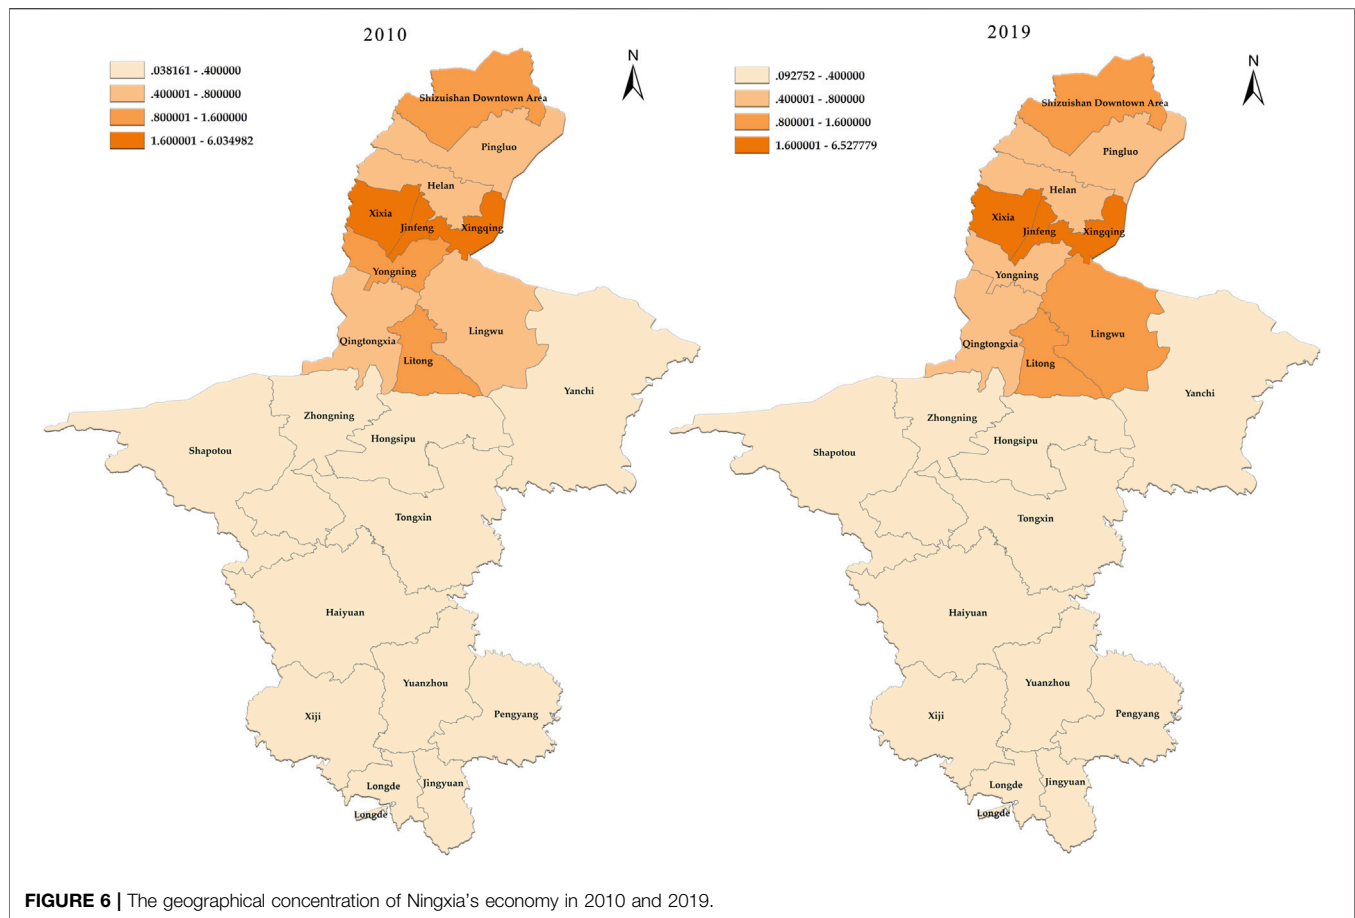 2010
N
.038161 - .400000
.400001 - .800000
.800001 - 1.600000
1.600001 - 6.034982
Shizuishan Downtown Area
Pingluo
Helan
Xixia
Jinfeng
Xingqing
Yongning
Lingwu
Qingtongxia
Litong
Yanchi
Zhongning
Hongsipu
Shapotou
Tongxin
Haiyuan
Yuanzhou
Xiji
Pengyang
Longde
Jingyuan
Longde
2019
N
.092752 - .400000
.400001 - .800000
.800001 - 1.600000
1.600001 - 6.527779
Shizuishan Downtown Area
Pingluo
Helan
Xixia
Jinfeng
Xingqing
Yongning
Lingwu
Qingtongxia
Litong
Yanchi
Zhongning
Hongsipu
Shapotou
Tongxin
Haiyuan
Yuanzhou
Xiji
Pengyang
Longde
Jingyuan
Longde
FIGURE 6 | The geographical concentration of Ningxia's economy in 2010 and 2019.